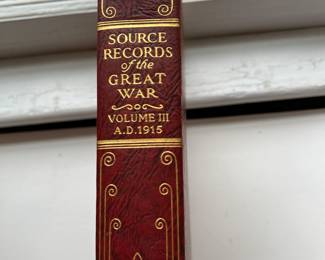 SOURCE
RECORDS
of the
GREAT
WAR
VOLUME III
A.D. 1915